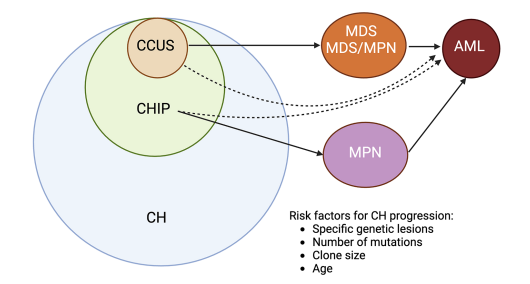 CCUS
MDS
MDS/MPN
AML
CHIP
MPN
CH
Risk factors for CH progression:
• Specific genetic lesions
• Number of mutations
• Clone size
• Age